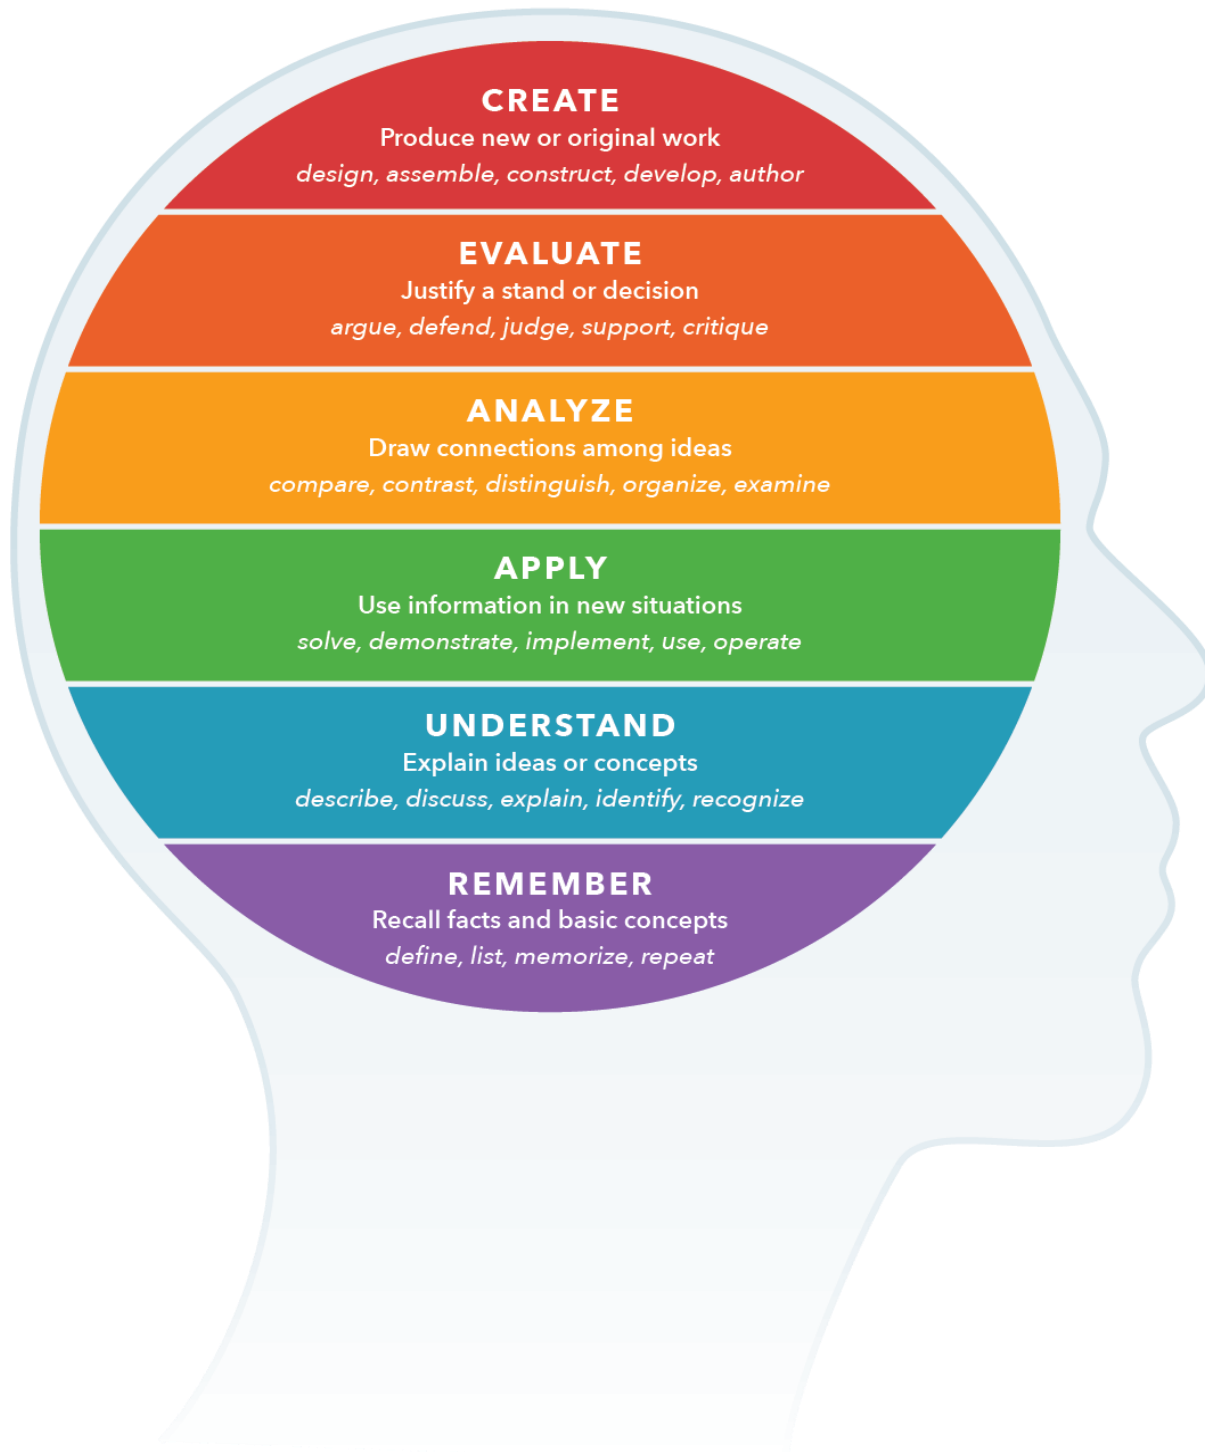 CREATE
Produce new or original work
design, assemble, construct, develop, author
EVALUATE
Justify a stand or decision
argue, defend, judge, support, critique
ANALYZE
Draw connections among ideas
compare, contrast, distinguish, organize, examine
APPLY
Use information in new situations
solve, demonstrate, implement, use, operate
UNDERSTAND
Explain ideas or concepts
describe, discuss, explain, identify, recognize
REMEMBER
Recall facts and basic concepts
define, list, memorize, repeat